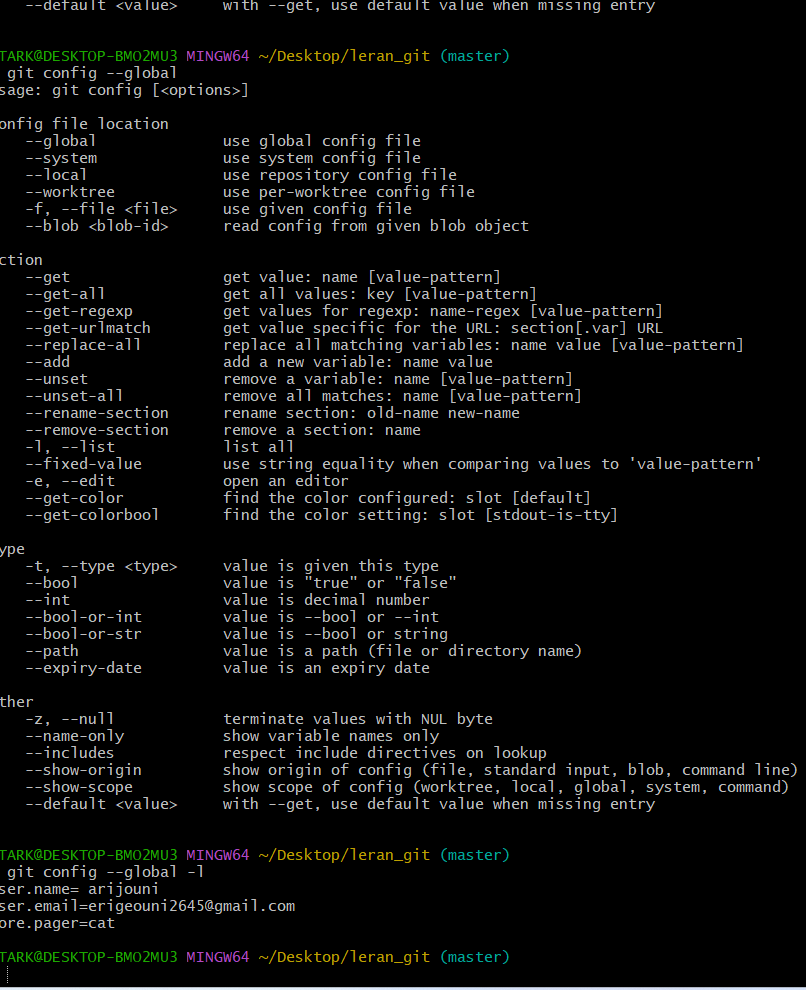 --default <value> with --get, use default value when missing entry
TARK@DESKTOP-BMO2MU3 MINGW64 ~/Desktop/leran_git (master)
git config --global
sage: git config [<options>]
onfig file location
--global use global config file
--system use system config file
--local use repository config file
--worktree use per-worktree config file
-f, --file <file> use given config file
--blob <blob-id> read config from given blob object
ction
--get get value: name [value-pattern]
--get-all get all values: key [value-pattern]
--get-regexp get values for regexp: name-regex [value-pattern]
--get-urlmatch get value specific for the URL: section[.var] URL
--replace-all replace all matching variables: name value [value-pattern]
--add add a new variable: name value
--unset remove a variable: name [value-pattern]
--unset-all remove all matches: name [value-pattern]
--rename-section rename section: old-name new-name
--remove-section remove a section: name
-l, --list list all
--fixed-value use string equality when comparing values to 'value-pattern'
-e, --edit open an editor
--get-color find the color configured: slot [default]
--get-colorbool find the color setting: slot [stdout-is-tty]
ype
-t, --type <type> value is given this type
--bool value is "true" or "false"
--int value is decimal number
--bool-or-int value is --bool or --int
--bool-or-str value is --bool or string
--path value is a path (file or directory name)
--expiry-date value is an expiry date
ther
-z, --null terminate values with NUL byte
--name-only show variable names only
--includes respect include directives on lookup
--show-origin show origin of config (file, standard input, blob, command line)
--show-scope show scope of config (worktree, local, global, system, command)
--default <value> with --get, use default value when missing entry
TARK@DESKTOP-BMO2MU3 MINGW64 ~/Desktop/leran_git (master)
git config --global -l
ser.name= arijouni
ser.email=erigeouni2645@gmail.com
ore.pager=cat
TARK@DESKTOP-BMO2MU3 MINGW64 ~/Desktop/leran_git (master)